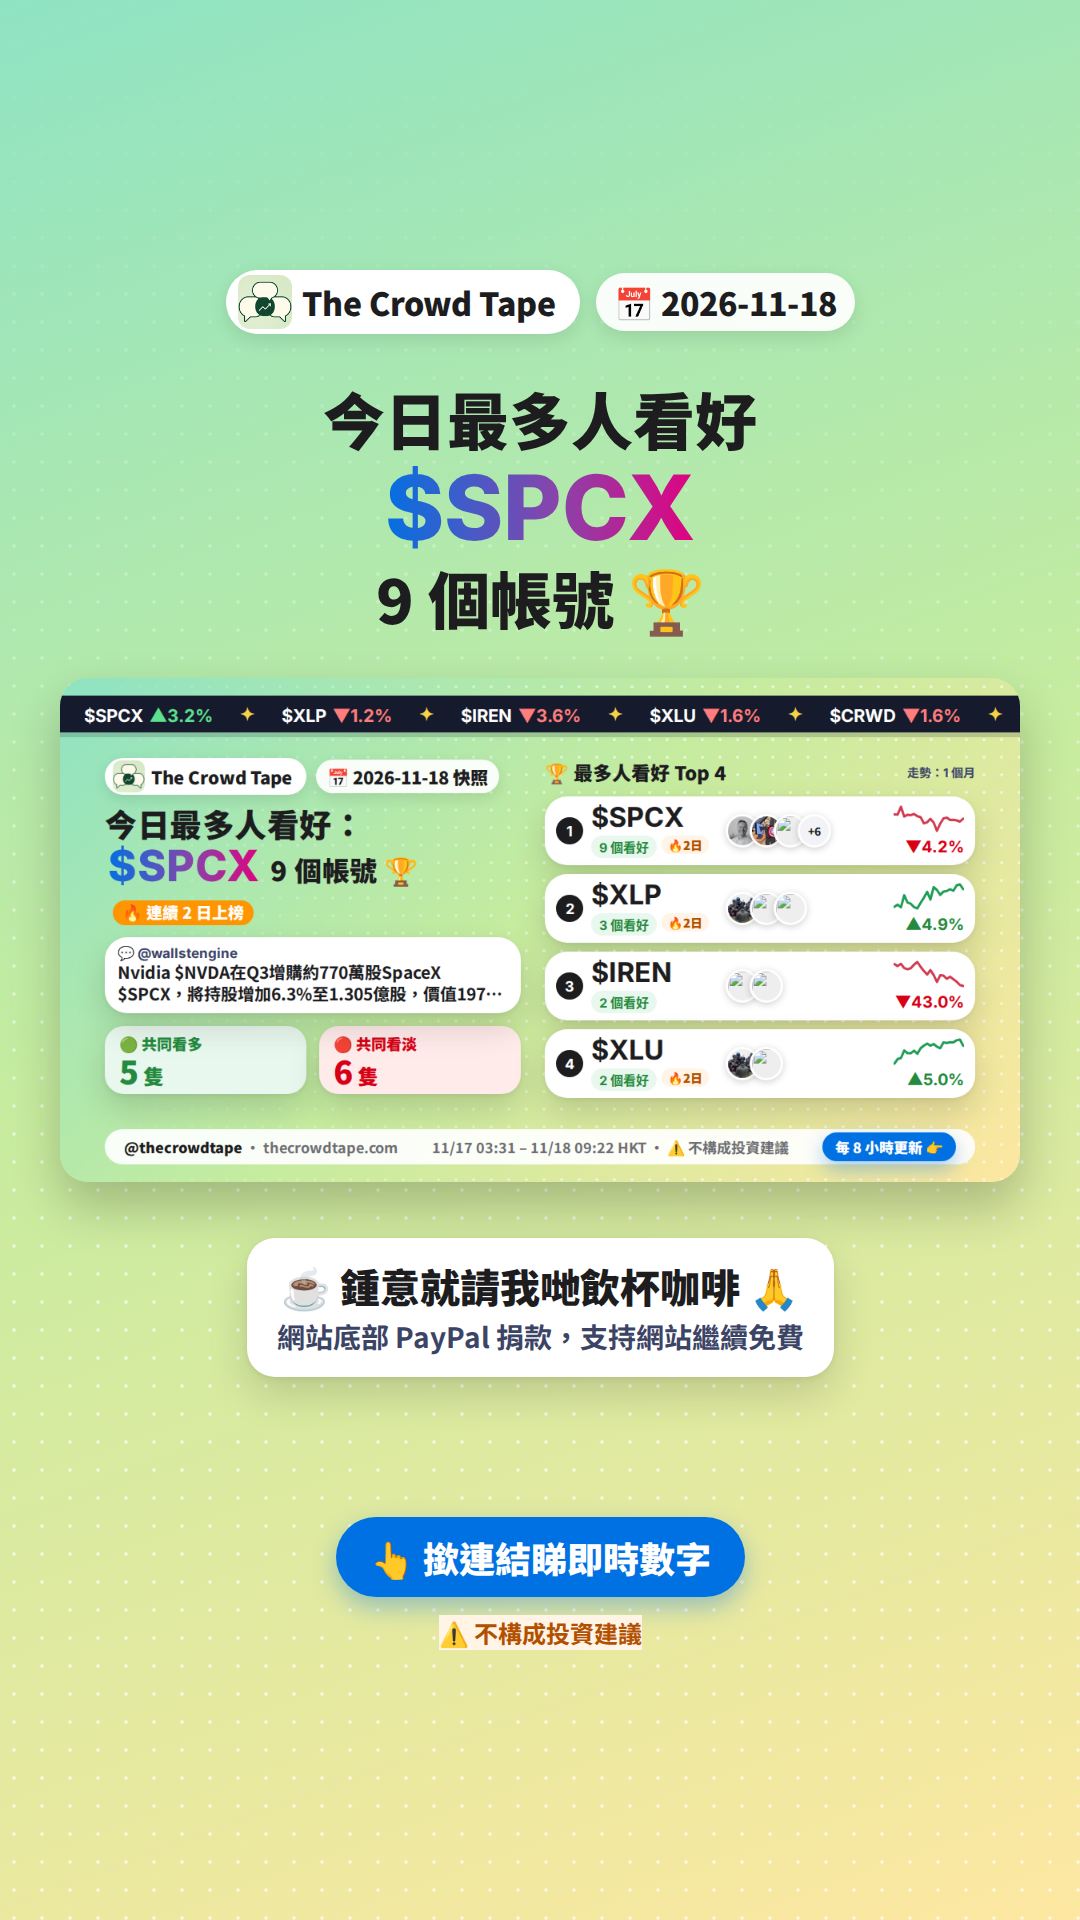 The Crowd Tape
July
2026-11-18
今日最多人看好
$SPCX
9 個帳號 🏆
$SPCX ▲3.2% ✦ $XLP ▼1.2% ✦ $IREN ▼3.6% ✦ $XLU ▼1.6% ✦ $CRWD ▼1.6% ✦
The Crowd Tape
📅 2026-11-18 快照
今日最多人看好：
$SPCX 9 個帳號 🏆
🔥 連續 2 日上榜
💬 @wallstengine
Nvidia $NVDA在Q3增購約770萬股SpaceX
$SPCX，將持股增加6.3%至1.305億股，價值197…
🟢 共同看多
5 隻
🔴 共同看淡
6 隻
🏆 最多人看好 Top 4
走勢：1 個月
1
$SPCX
9 個看好 🔥2日
+6
▼4.2%
2
$XLP
3 個看好 🔥2日
▲4.9%
3
$IREN
2 個看好
▼43.0%
4
$XLU
2 個看好 🔥2日
▲5.0%
@thecrowdtape · thecrowdtape.com
11/17 03:31 – 11/18 09:22 HKT · ⚠️ 不構成投資建議
每 8 小時更新 👉
☕ 鍾意就請我哋飲杯咖啡 🙏
網站底部 PayPal 捐款，支持網站繼續免費
👆 撳連結睇即時數字
⚠️ 不構成投資建議